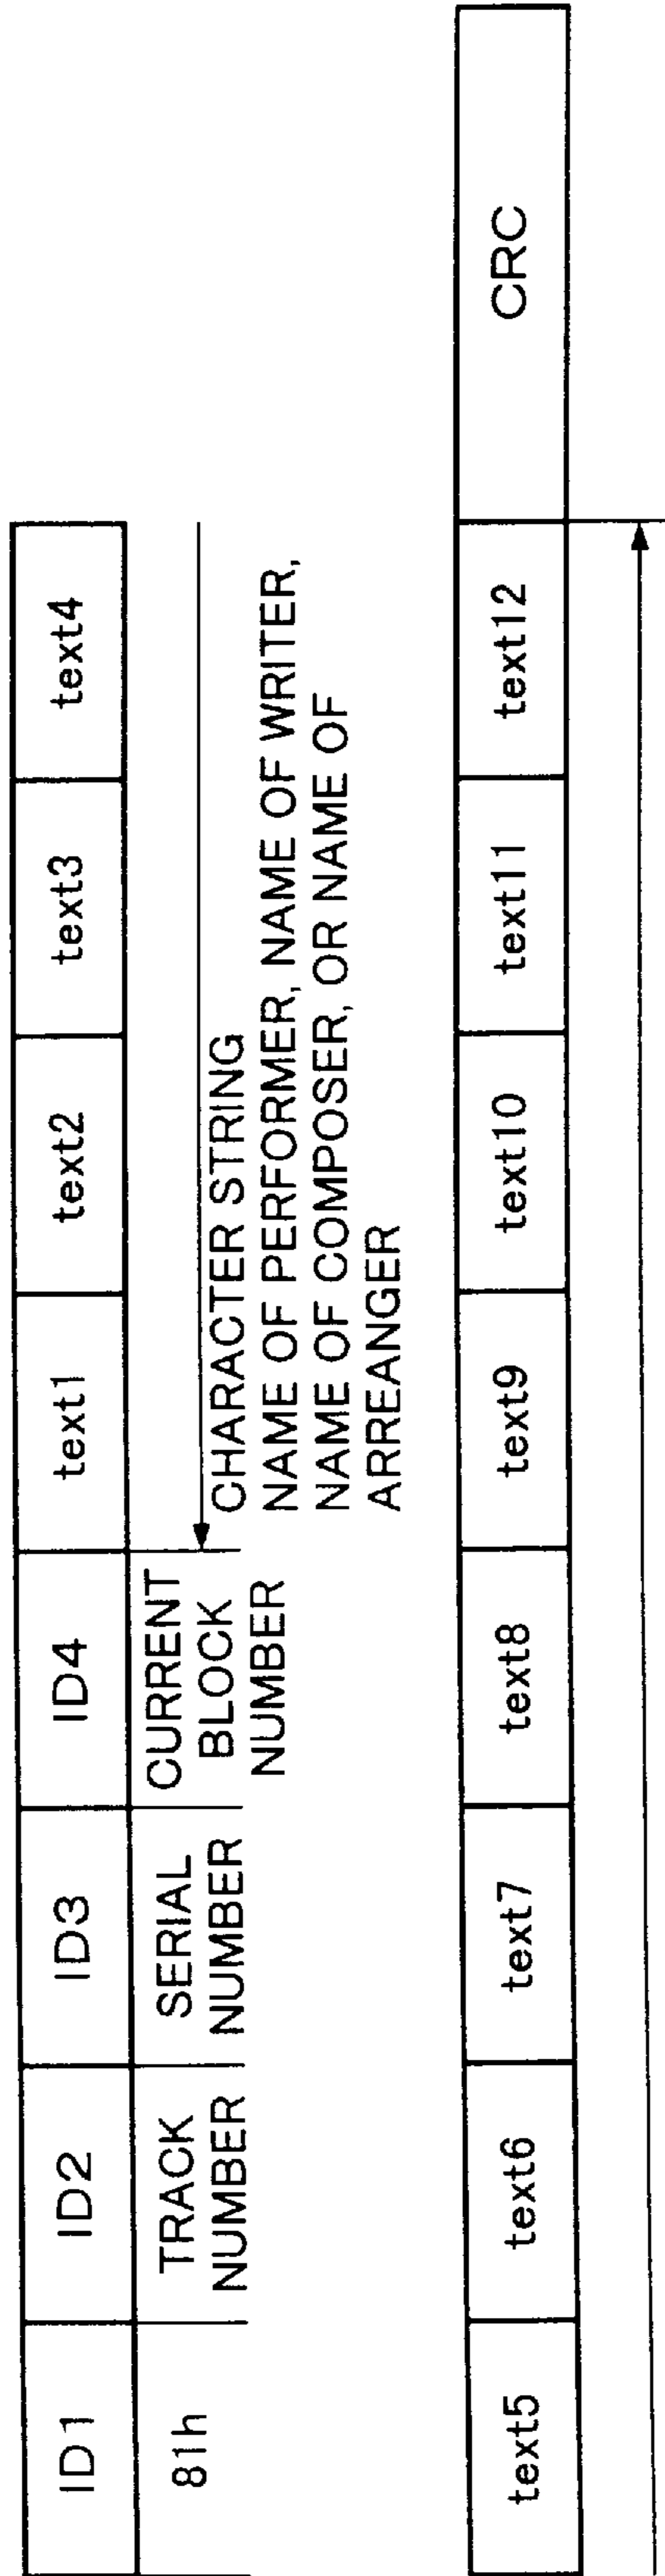 ID1 ID2 ID3 ID4 text1 text2 text3 text4
81h
TRACK
NUMBER
SERIAL
NUMBER
CURRENT
BLOCK
NUMBER
CHARACTER STRING
NAME OF PERFORMER, NAME OF WRITER,
NAME OF COMPOSER, OR NAME OF
ARREANGER
text5 text6 text7 text8 text9 text10 text11 text12 CRC